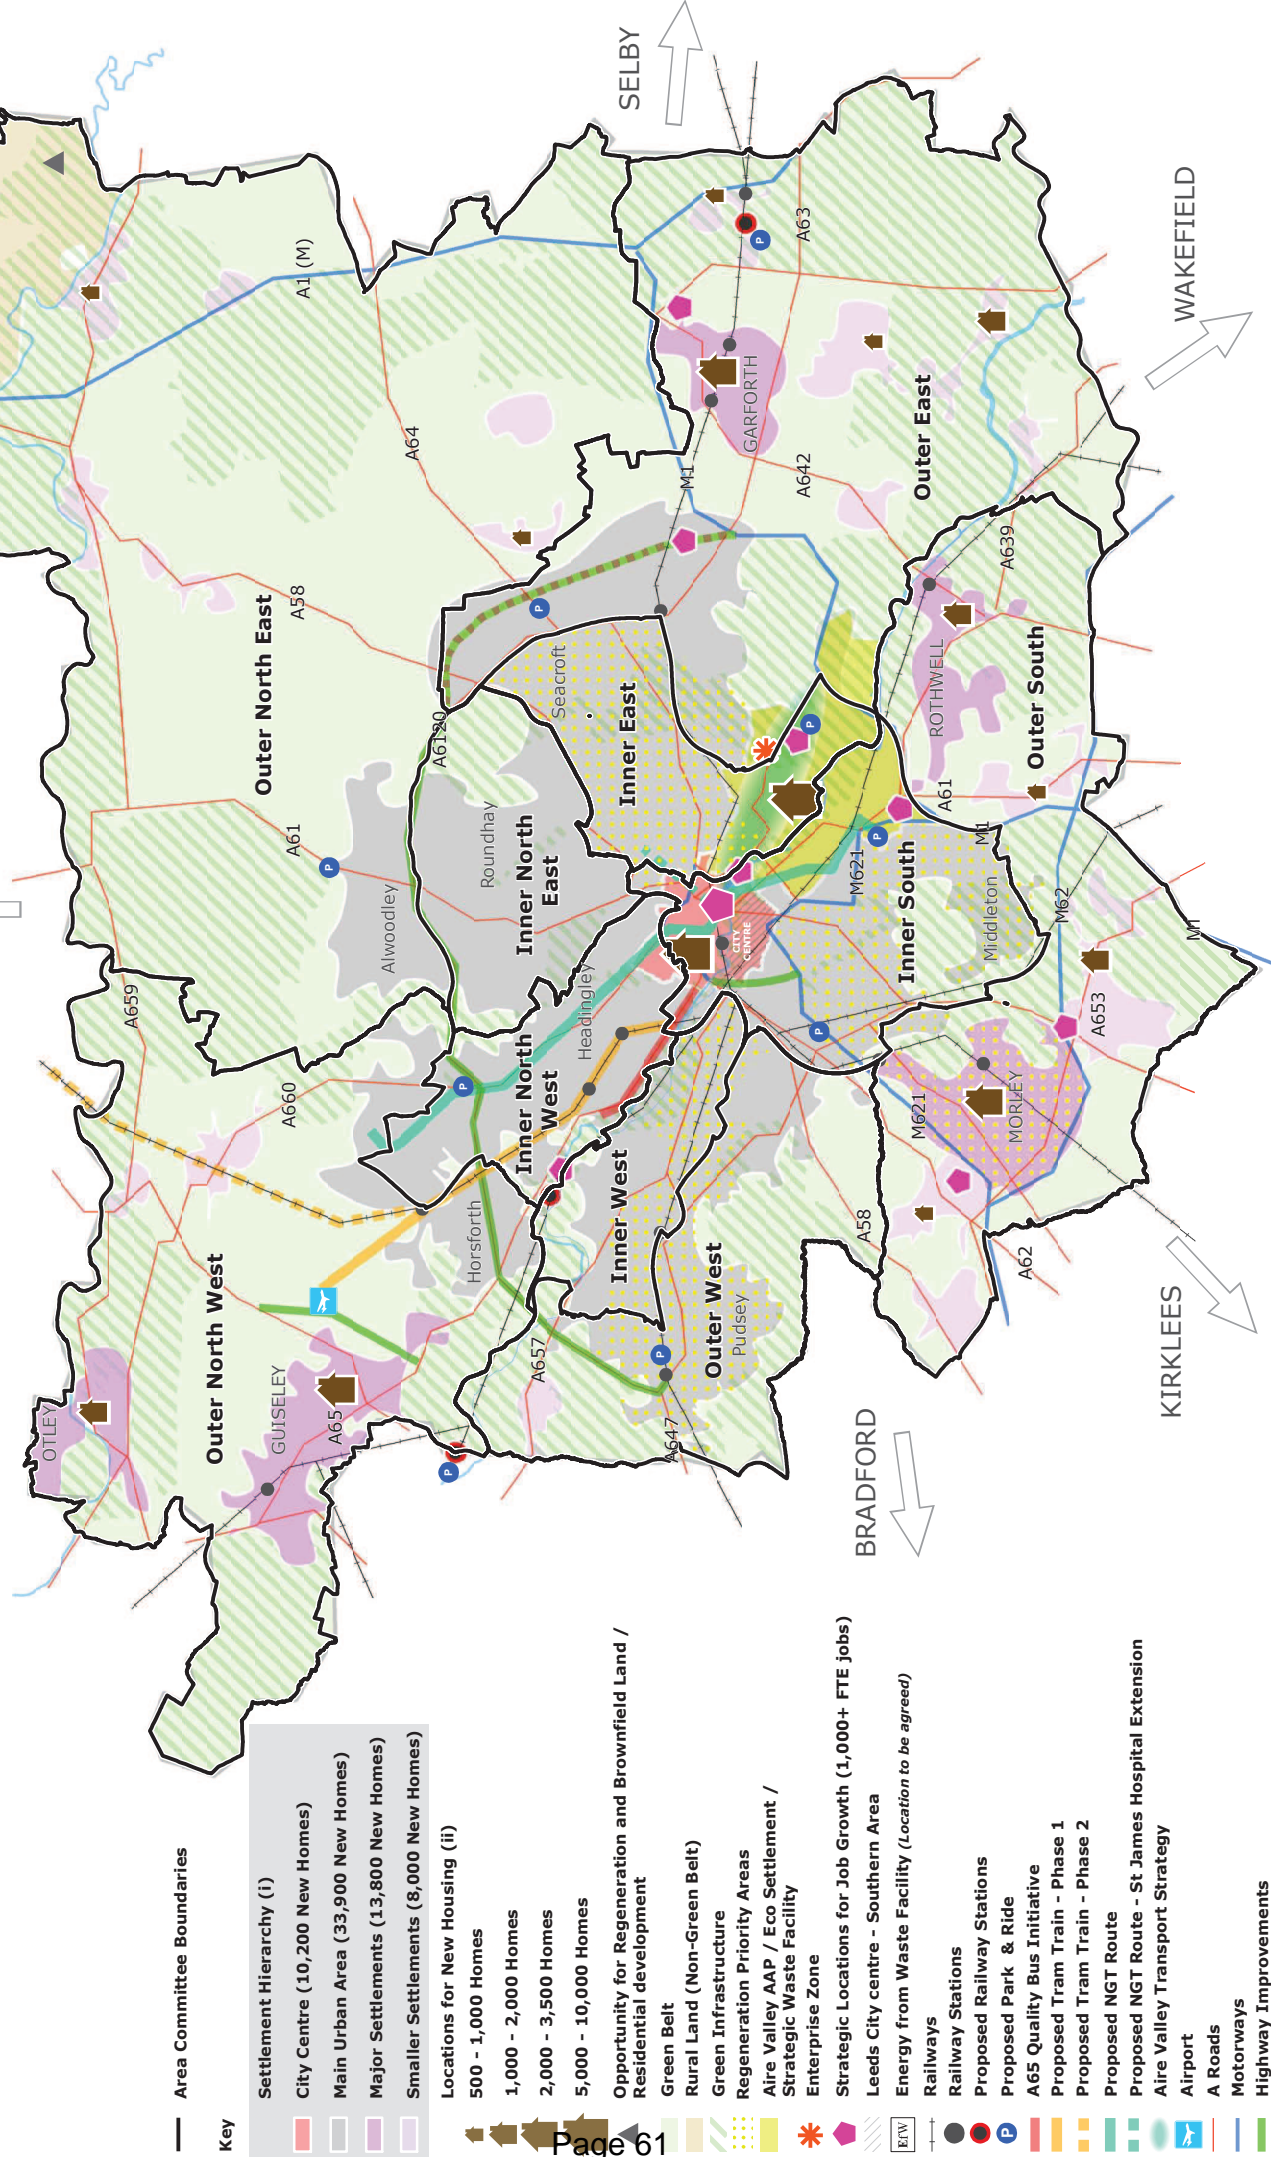 SELBY
WAKEFIELD
KIRKLEES
BRADFORD
A1 (M)
A64
A63
M1
GARFORTH
A642
Outer East
A58
Outer North East
A6120
Seacroft
Inner East
A639
ROTHWELL
Outer South
A61
A61
Roundhay
Inner North
East
Alwoodley
M621
M1
Inner South
Middleton
M62
M1
CITY
CENTRE
A659
A660
Headingley
Inner North
West
A653
MORLEY
M621
Inner West
Horsforth
A58
A62
Outer North West
Outer West
Pudsey
A657
A647
OTLEY
GUISELEY
A65
Area Committee Boundaries
Key
Settlement Hierarchy (i)
City Centre (10,200 New Homes)
Main Urban Area (33,900 New Homes)
Major Settlements (13,800 New Homes)
Smaller Settlements (8,000 New Homes)
Locations for New Housing (ii)
500 - 1,000 Homes
1,000 - 2,000 Homes
2,000 - 3,500 Homes
5,000 - 10,000 Homes
Opportunity for Regeneration and Brownfield Land /
Residential development
Green Belt
Rural Land (Non-Green Belt)
Green Infrastructure
Regeneration Priority Areas
Aire Valley AAP / Eco Settlement /
Strategic Waste Facility
Enterprise Zone
Strategic Locations for Job Growth (1,000+ FTE jobs)
Leeds City centre - Southern Area
EfW Energy from Waste Facility (Location to be agreed)
Railways
Railway Stations
Proposed Railway Stations
P Proposed Park & Ride
A65 Quality Bus Initiative
Proposed Tram Train - Phase 1
Proposed Tram Train - Phase 2
Proposed NGT Route
Proposed NGT Route - St James Hospital Extension
Aire Valley Transport Strategy
Airport
A Roads
Motorways
Highway Improvements
Page 61